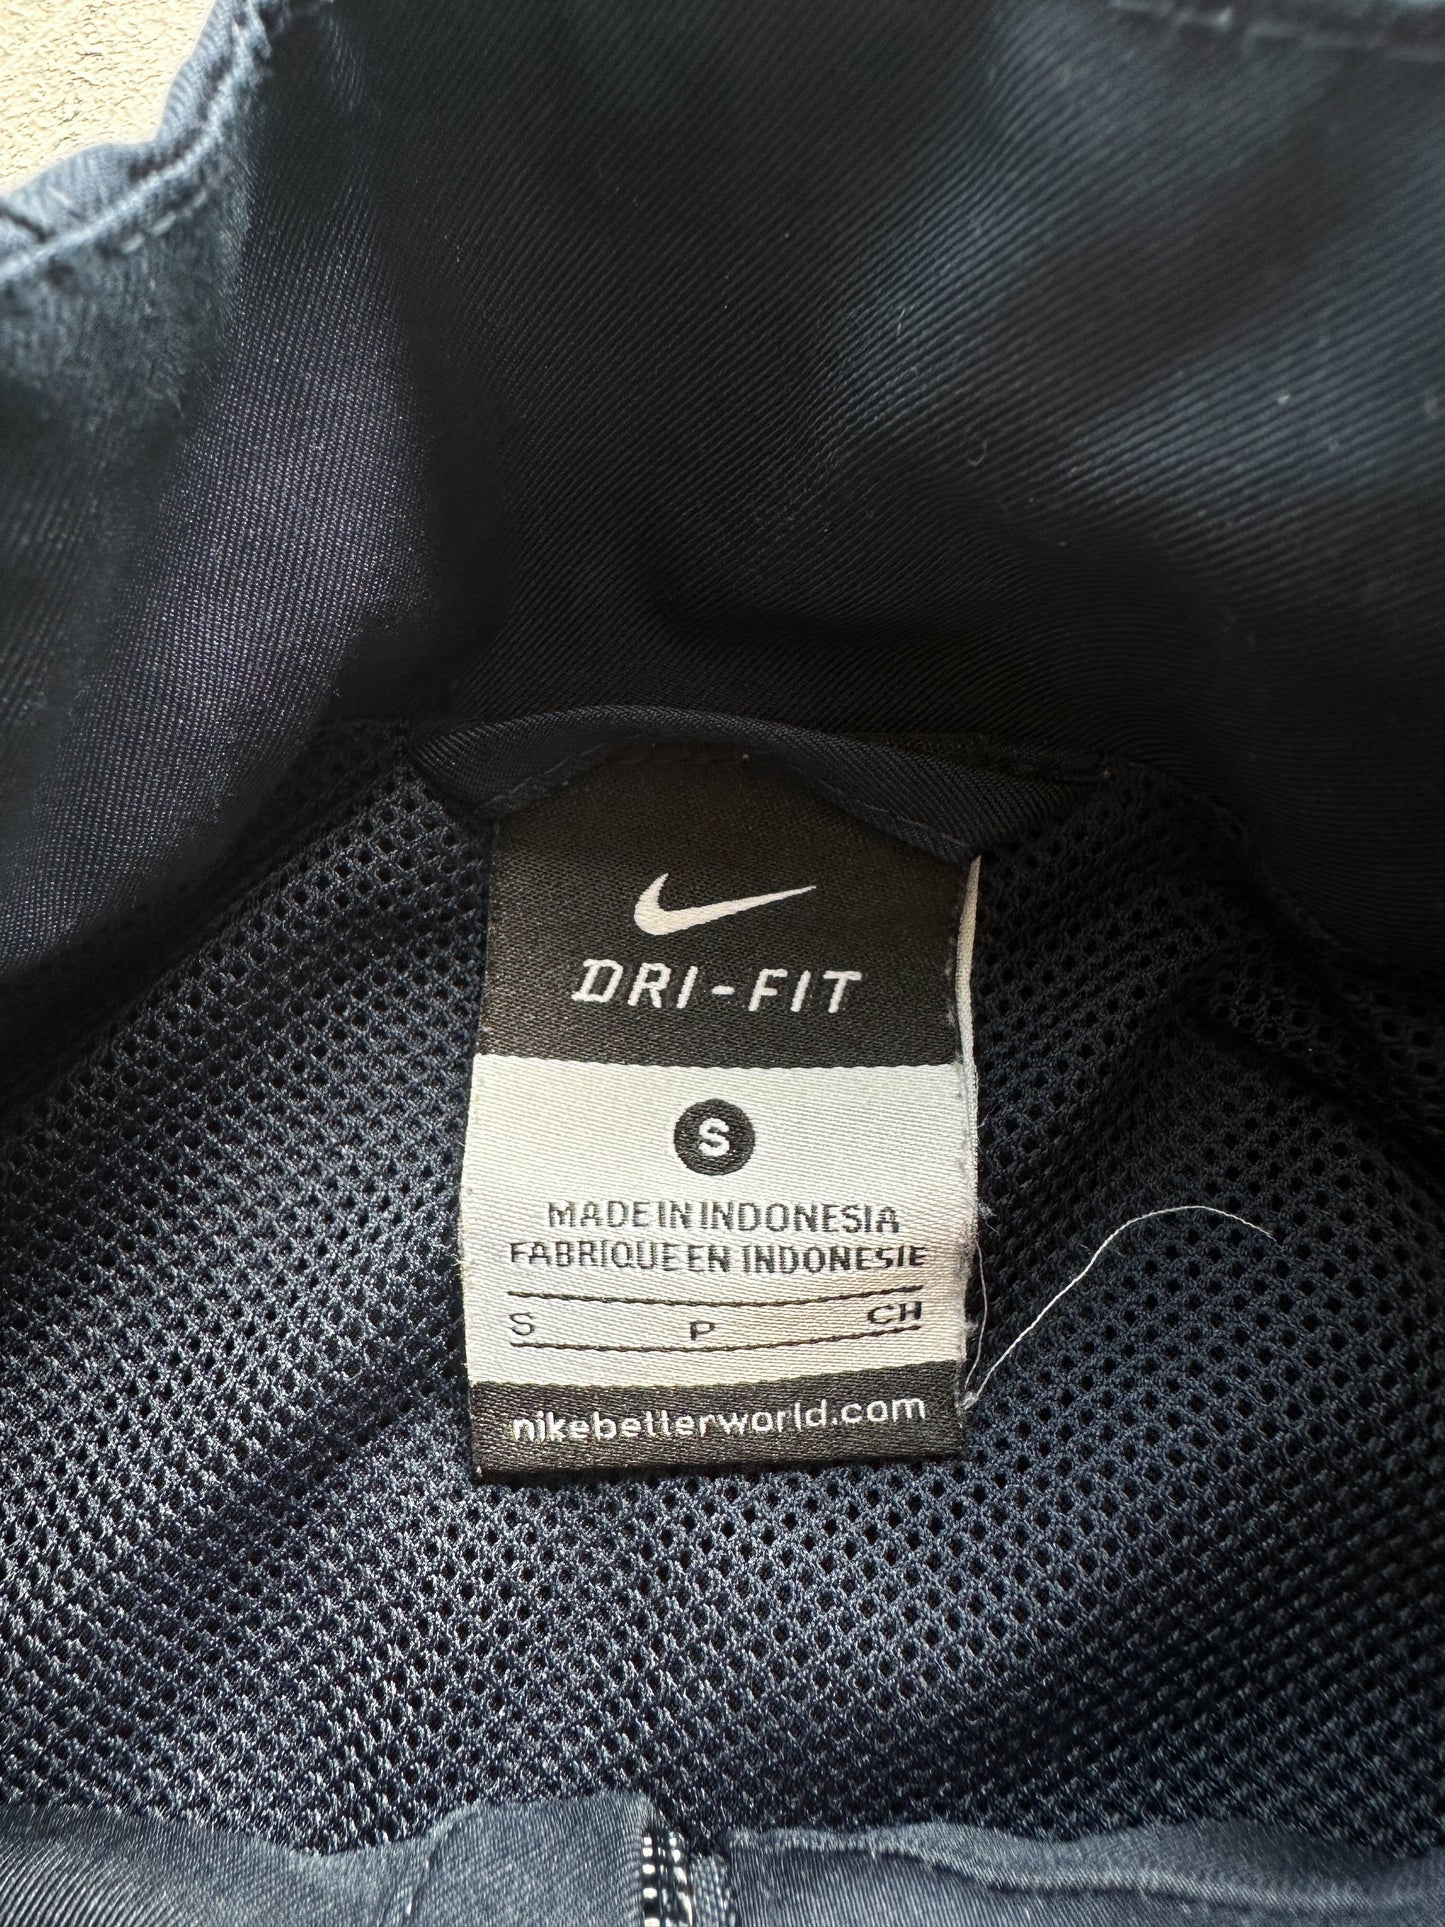 DRI-FIT
S
MADE IN INDONESIA
FABRIQUE EN INDONESIE
S P CH
nikebetterworld.com